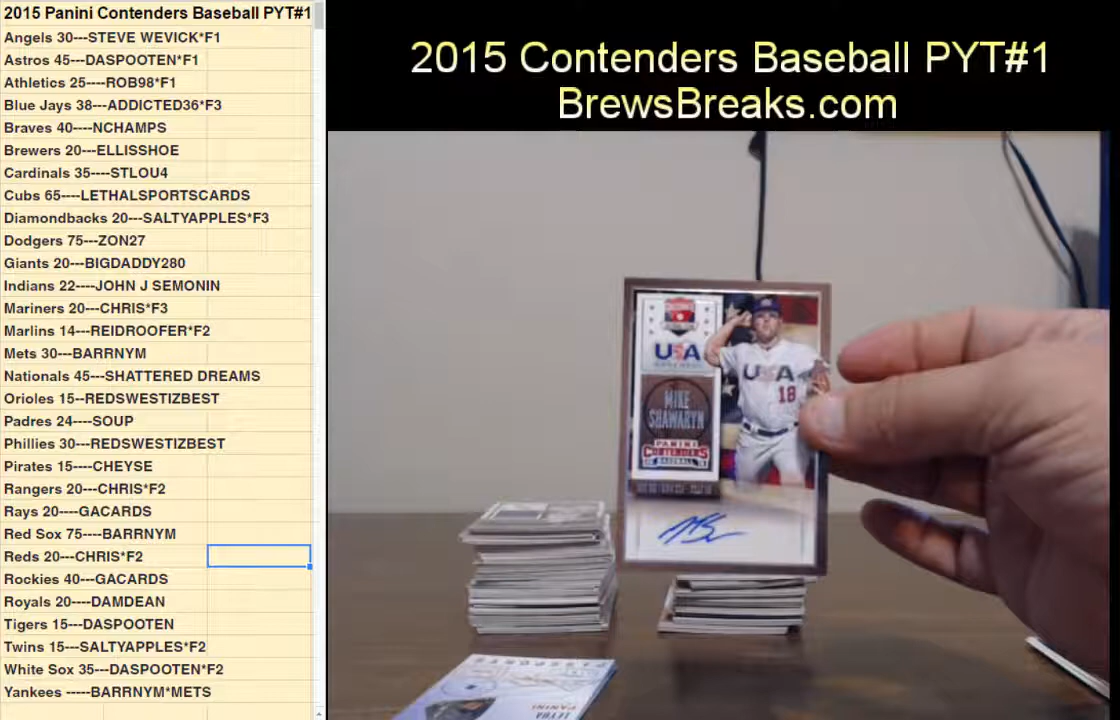 2015 Panini Contenders Baseball PYT#1
Angels 30---STEVE WEVICK*F1
Astros 45----DASPOOTEN*F1
Athletics 25----ROB98*F1
Blue Jays 38---ADDICTED36*F3
Braves 40----NCHAMPS
Brewers 20---ELLISSHOE
Cardinals 35----STLOU4
Cubs 65----LETHALSPORTSCARDS
Diamondbacks 20---SALTYAPPLES*F3
Dodgers 75---ZON27
Giants 20---BIGDADDY280
Indians 22----JOHN J SEMONIN
Mariners 20---CHRIS*F3
Marlins 14---REIDROOFER*F2
Mets 30---BARRNYM
Nationals 45---SHATTERED DREAMS
Orioles 15--REDSWESTIZBEST
Padres 24----SOUP
Phillies 30---REDSWESTIZBEST
Pirates 15----CHEYSE
Rangers 20---CHRIS*F2
Rays 20----GACARDS
Red Sox 75----BARRNYM
Reds 20---CHRIS*F2
Rockies 40---GACARDS
Royals 20----DAMDEAN
Tigers 15---DASPOOTEN
Twins 15---SALTYAPPLES*F2
White Sox 35---DASPOOTEN*F2
Yankees -----BARRNYM*METS
2015 Contenders Baseball PYT#1
BrewsBreaks.com
USA
BASEBALL
MIKE
SHAWARYN
PANINI
CONTENDERS
BASEBALL
USA
18
PANINI